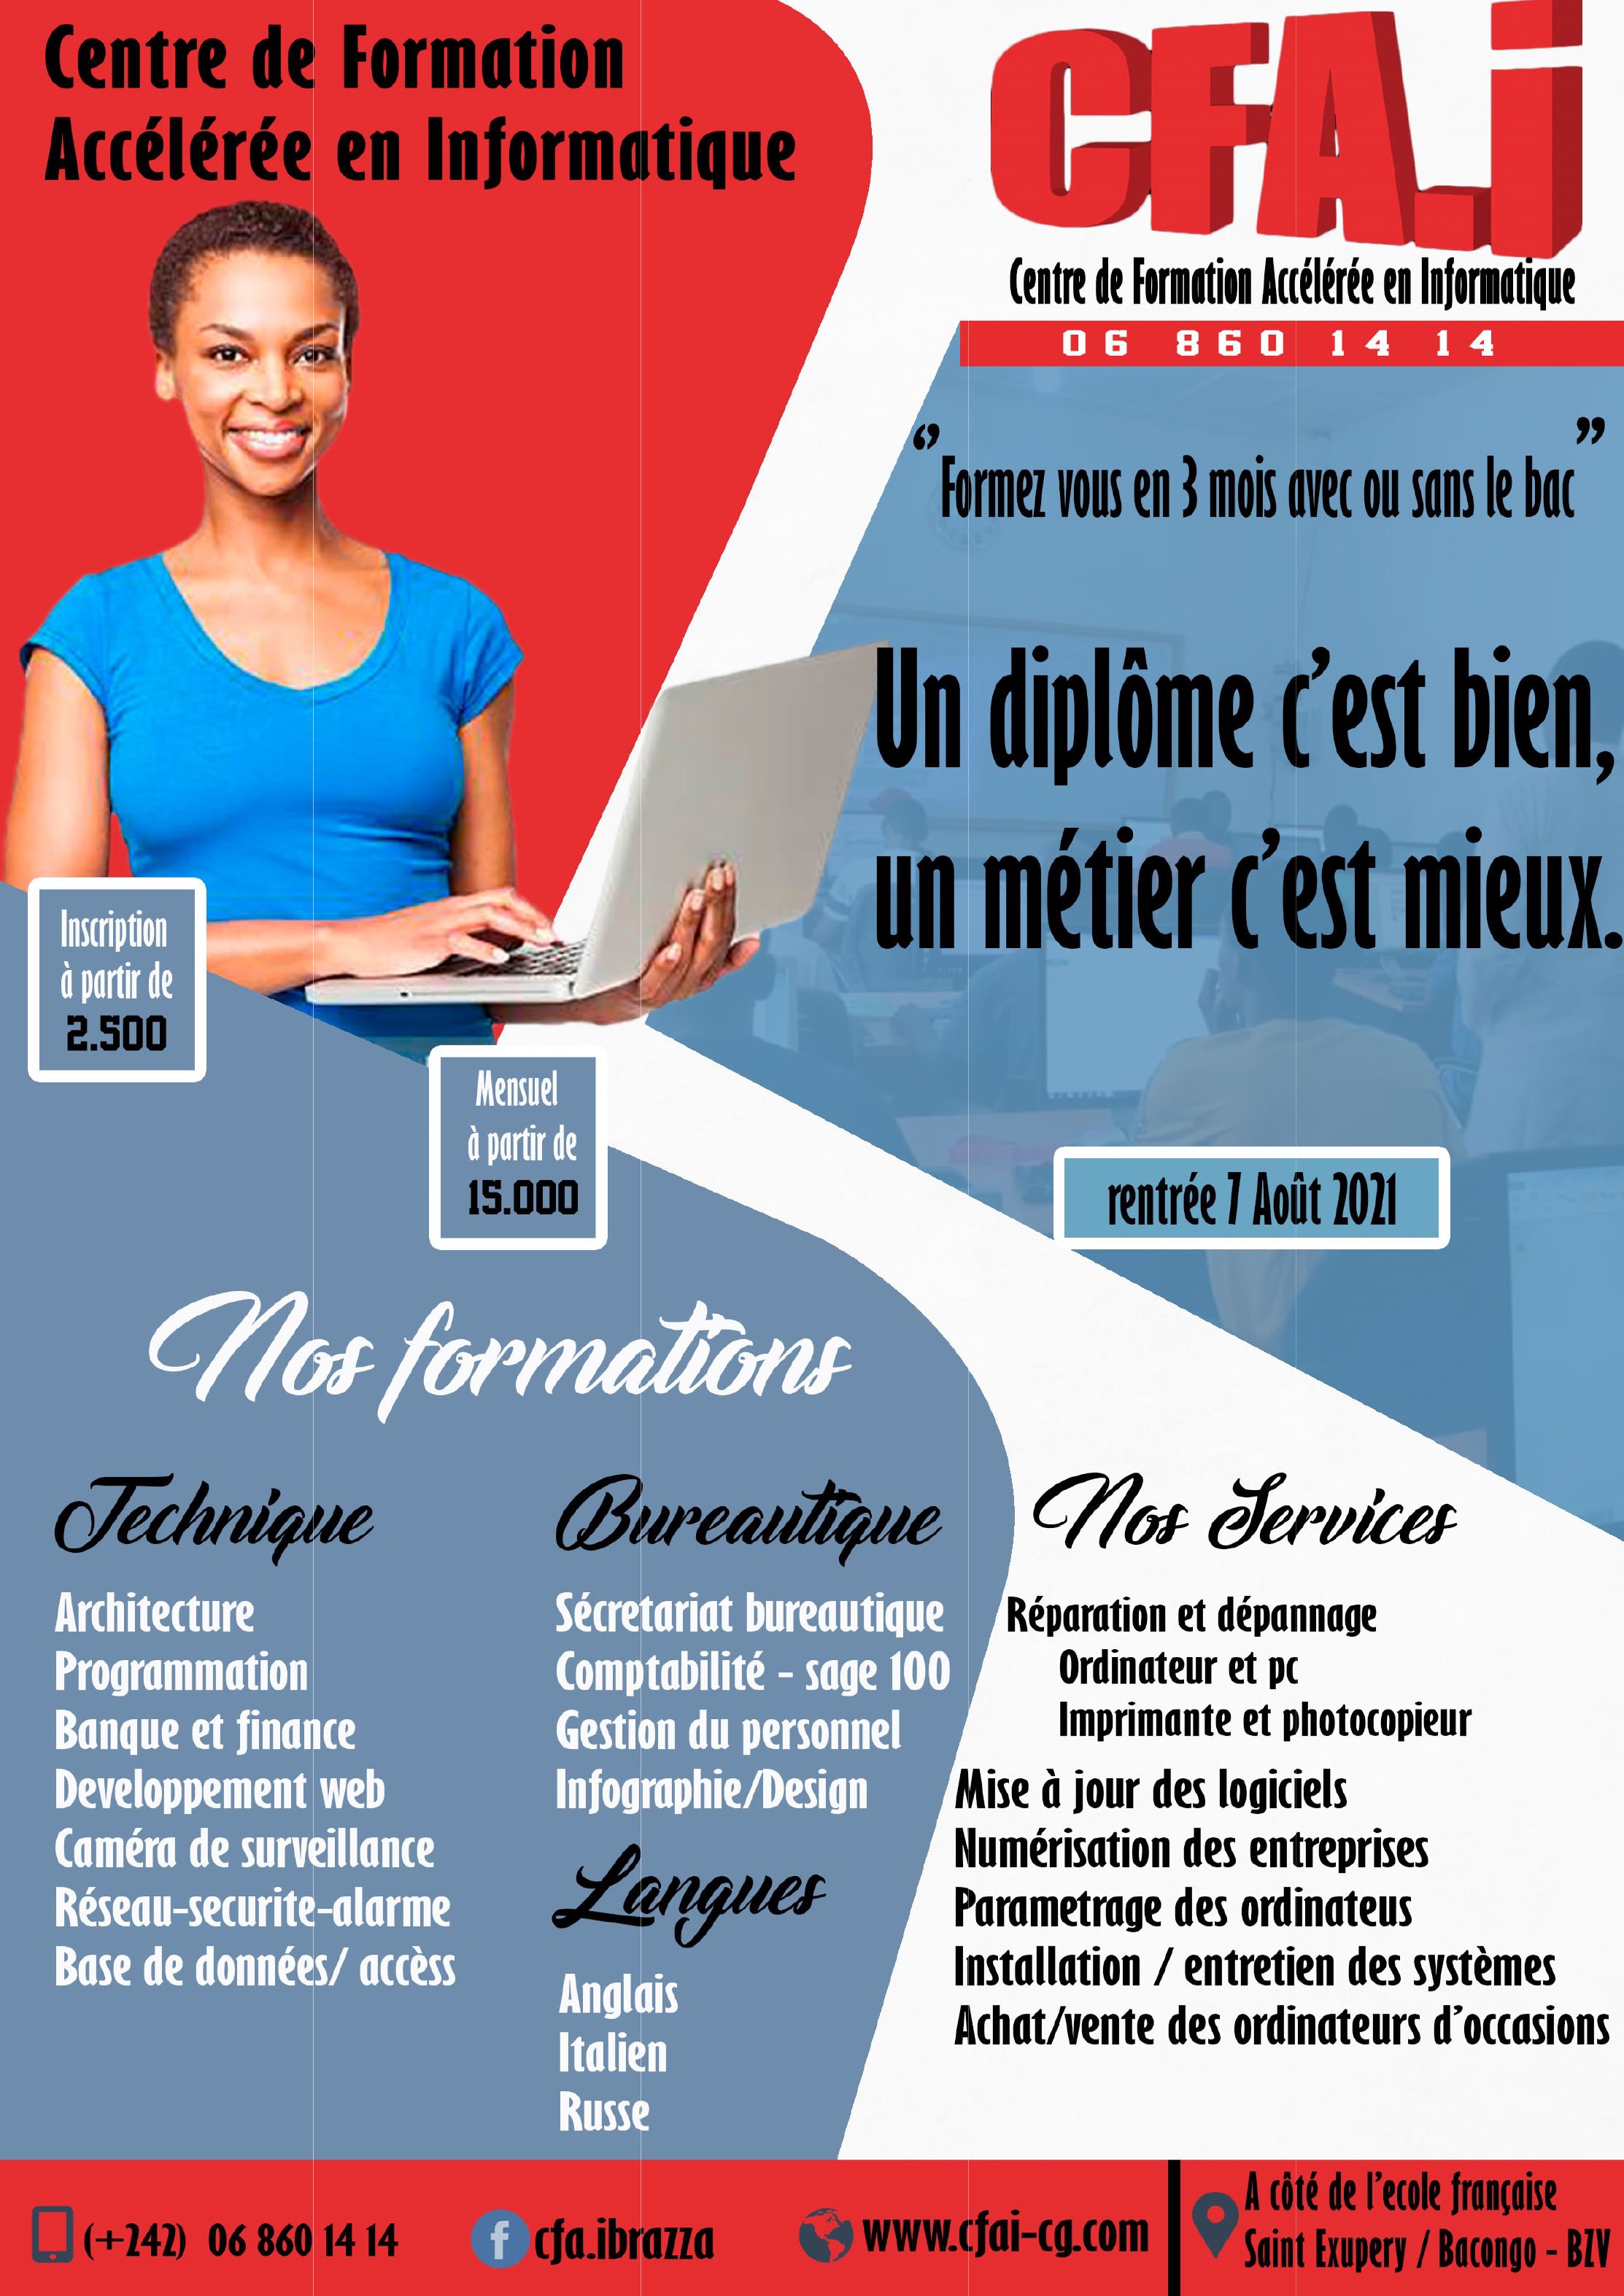 Centre de Formation
Accélérée en Informatique
CFA.i
Centre de Formation Accélérée en Informatique
06 860 14 14
‘’Formez vous en 3 mois avec ou sans le bac’’
Un diplôme c’est bien,
un métier c’est mieux.
Inscription
à partir de
2.500
Mensuel
à partir de
15.000
rentrée 7 Août 2021
Nos formations
Technique
Architecture
Programmation
Banque et finance
Developpement web
Caméra de surveillance
Réseau-securite-alarme
Base de données/ accèss
Bureautique
Sécretariat bureautique
Comptabilité - sage 100
Gestion du personnel
Infographie/Design
Langues
Anglais
Italien
Russe
Nos Services
Réparation et dépannage
Ordinateur et pc
Imprimante et photocopieur
Mise à jour des logiciels
Numérisation des entreprises
Parametrage des ordinateus
Installation / entretien des systèmes
Achat/vente des ordinateurs d’occasions
(+242) 06 860 14 14
cfa.ibrazza
www.cfai-cg.com
A côté de l’ecole française
Saint Exupery / Bacongo - BZV